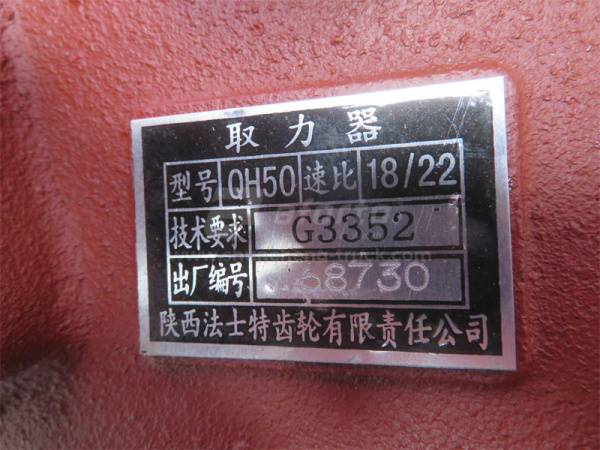 取力器
型号 QH50 速比 18/22
技术要求 G3352
出厂编号 68730
陕西法士特齿轮有限责任公司